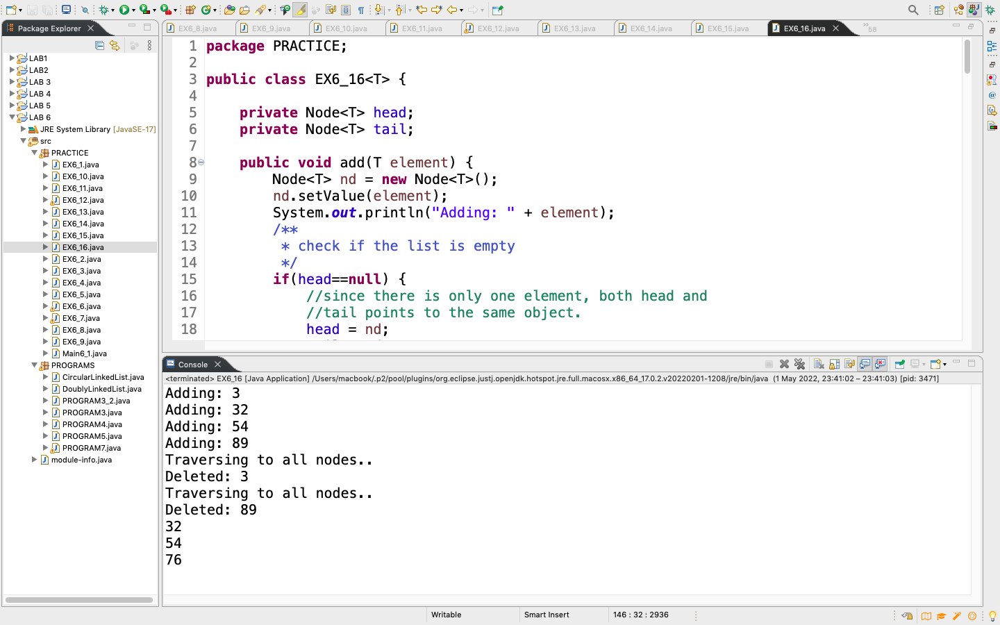 Package Explorer
LAB1
LAB2
LAB 3
LAB 4
LAB 5
LAB 6
JRE System Library [JavaSE-17]
src
PRACTICE
EX6_1.java
EX6_10.java
EX6_11.java
EX6_12.java
EX6_13.java
EX6_14.java
EX6_15.java
EX6_16.java
EX6_2.java
EX6_3.java
EX6_4.java
EX6_5.java
EX6_6.java
EX6_7.java
EX6_8.java
EX6_9.java
Main6_1.java
PROGRAMS
CircularLinkedList.java
DoublyLinkedList.java
PROGRAM3_2.java
PROGRAM3.java
PROGRAM4.java
PROGRAM5.java
PROGRAM7.java
module-info.java
EX6_8.java EX6_9.java EX6_10.java EX6_11.java EX6_12.java EX6_13.java EX6_14.java EX6_15.java EX6_16.java 58
1 package PRACTICE;
2
3 public class EX6_16<T> {
4
5 private Node<T> head;
6 private Node<T> tail;
7
8 public void add(T element) {
9 Node<T> nd = new Node<T>();
10 nd.setValue(element);
11 System.out.println("Adding: " + element);
12 /**
13 * check if the list is empty
14 */
15 if(head==null) {
16 //since there is only one element, both head and
17 //tail points to the same object.
18 head = nd;
Console
<terminated> EX6_16 [Java Application] /Users/macbook/.p2/pool/plugins/org.eclipse.justj.openjdk.hotspot.jre.full.macosx.x86_64_17.0.2.v20220201-1208/jre/bin/java (1 May 2022, 23:41:02 – 23:41:03) [pid: 3471]
Adding: 3
Adding: 32
Adding: 54
Adding: 89
Traversing to all nodes..
Deleted: 3
Traversing to all nodes..
Deleted: 89
32
54
76
Writable Smart Insert 146 : 32 : 2936